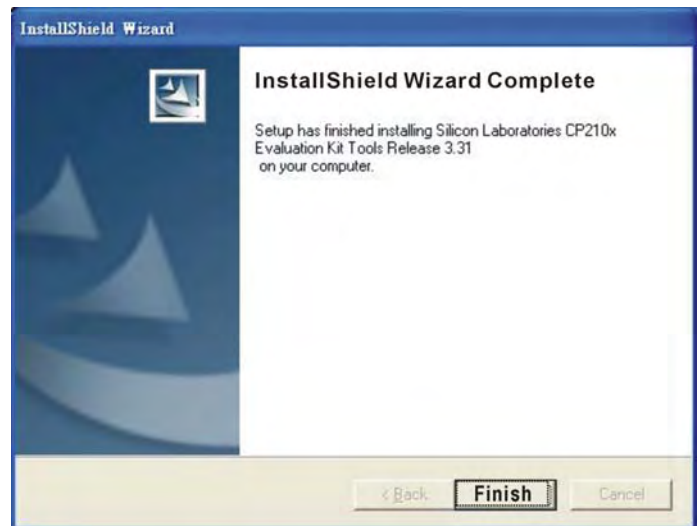 InstallShield Wizard
InstallShield Wizard Complete
Setup has finished installing Silicon Laboratories CP210x
Evaluation Kit Tools Release 3.31
on your computer.
< Back
Finish
Cancel